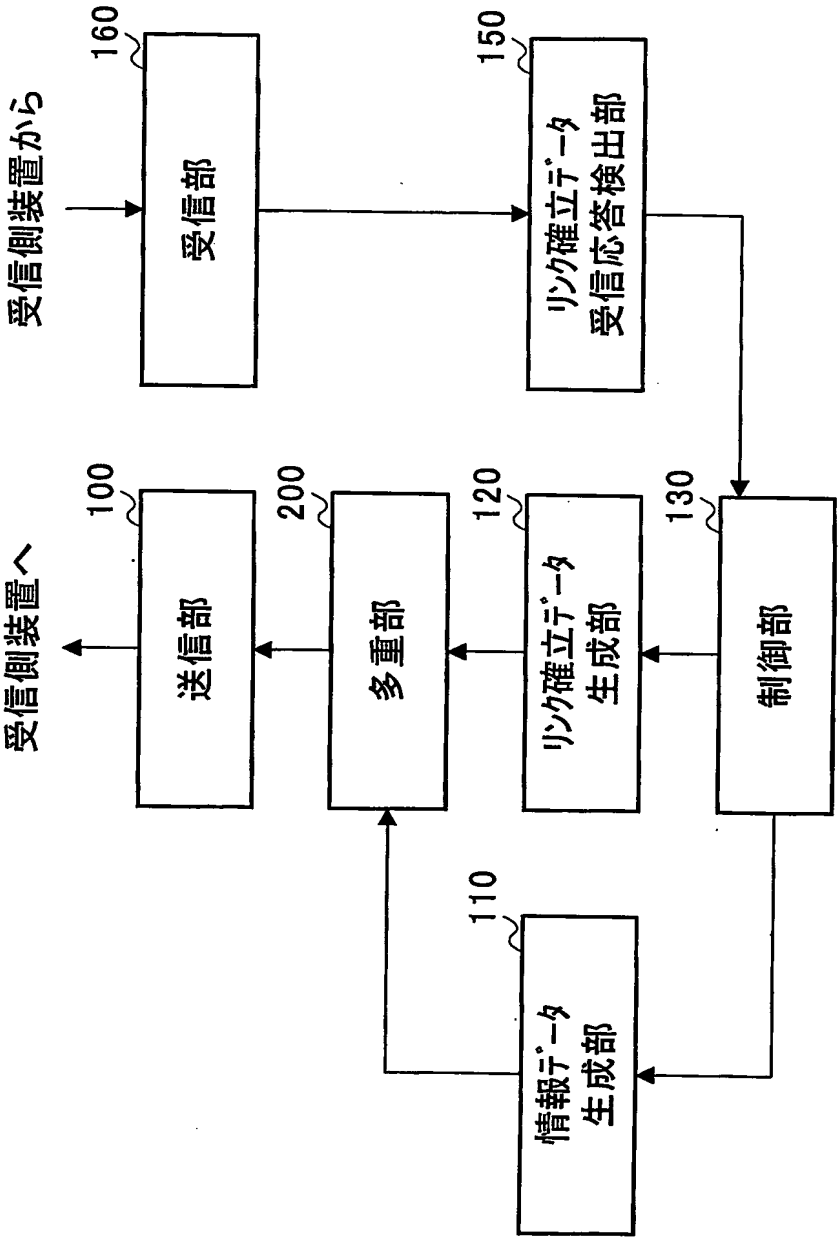 受信側装置へ
受信側装置から
100
送信部
160
受信部
200
多重部
110
情報データ
生成部
120
リンク確立データ
生成部
150
リンク確立データ
受信応答検出部
130
制御部